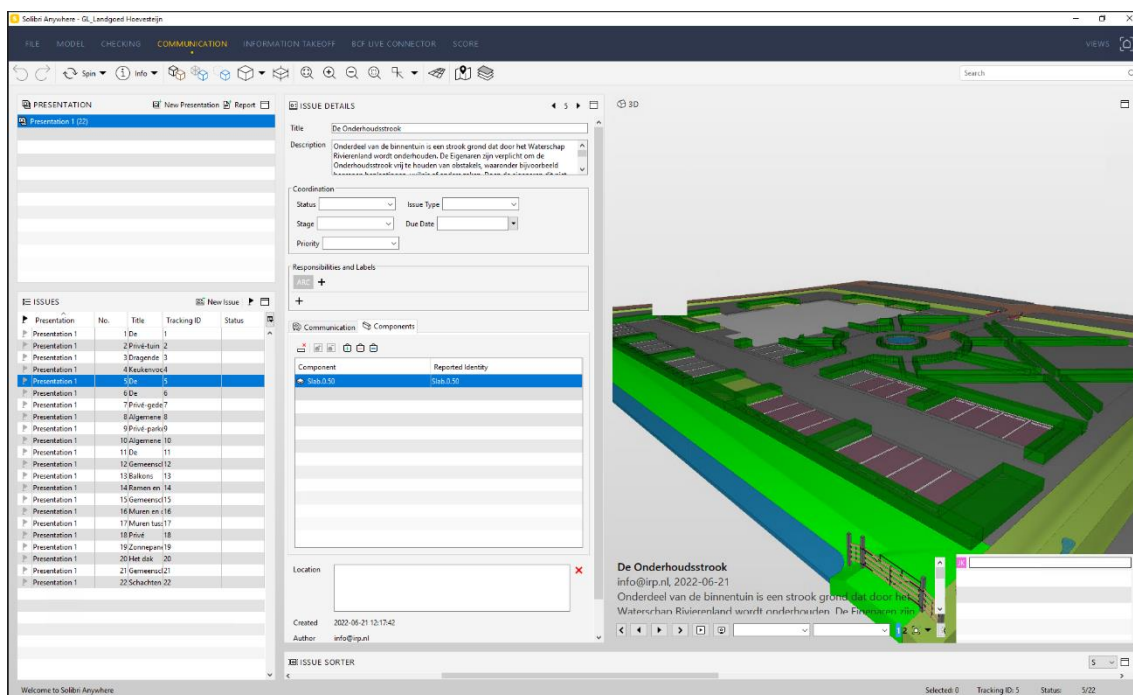 Solibri Anywhere - GL_Landgoed Hoevesteijn
FILE MODEL CHECKING COMMUNICATION INFORMATION TAKEOFF BCF LIVE CONNECTOR SCORE VIEWS
Spin Info Search
PRESENTATION New Presentation Report
Presentation 1 (22)
ISSUES New Issue
Presentation No. Title Tracking ID Status
Presentation 1 1 De 1
Presentation 1 2 Privé-tuin 2
Presentation 1 3 Dragende 3
Presentation 1 4 Keukenvoc 4
Presentation 1 5 De 5
Presentation 1 6 De 6
Presentation 1 7 Privé-gede 7
Presentation 1 8 Algemene 8
Presentation 1 9 Privé-park 9
Presentation 1 10 Algemene 10
Presentation 1 11 De 11
Presentation 1 12 Gemeensc 12
Presentation 1 13 Balkons 13
Presentation 1 14 Ramen en 14
Presentation 1 15 Gemeensc 15
Presentation 1 16 Muren en 16
Presentation 1 17 Muren tus 17
Presentation 1 18 Privé 18
Presentation 1 19 Zonnepan 19
Presentation 1 20 Het dak 20
Presentation 1 21 Gemeensc 21
Presentation 1 22 Schachten 22
ISSUE DETAILS 5
Title De Onderhoudsstrook
Description Onderdeel van de binnentuin is een strook grond dat door het Waterschap
Rivierenland wordt onderhouden. De Eigenaren zijn verplicht om de
Onderhoudsstrook vrij te houden van obstakels, waaronder bijvoorbeeld
Coordination
Status Issue Type
Stage Due Date
Priority
Responsibilities and Labels
ARC +
+
Communication Components
Component Reported Identity
Slab.0.50 Slab.0.50
Location
Created 2022-06-21 12:17:42
Author info@irp.nl
ISSUE SORTER S
3D
De Onderhoudsstrook
info@irp.nl, 2022-06-21
Onderdeel van de binnentuin is een strook grond dat door het
Waterschap Rivierenland wordt onderhouden. De Eigenaren zijn
1 2
Welcome to Solibri Anywhere Selected: 0 Tracking ID: 5 Status: 5/22